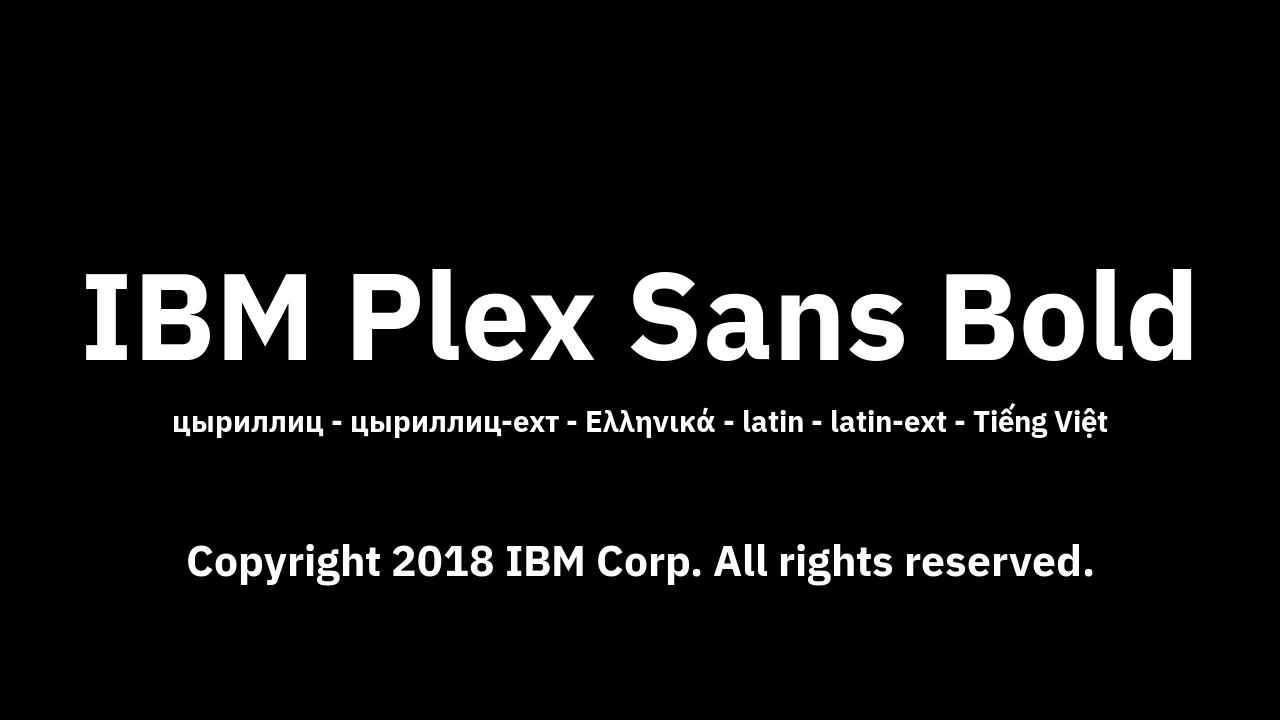 IBM Plex Sans Bold
цыриллиц - цыриллиц-ехт - Ελληνικά - latin - latin-ext - Tiếng Việt
Copyright 2018 IBM Corp. All rights reserved.